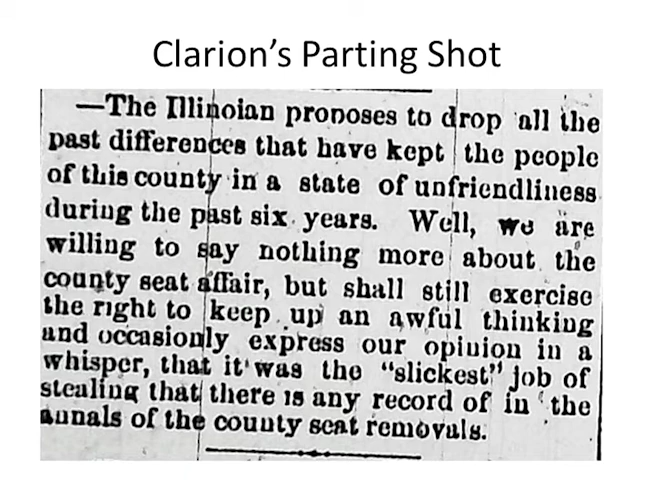 Clarion’s Parting Shot
—The Illinoian proposes to drop all the
past differences that have kept the people
of this county in a state of unfriendliness
during the past six years. Well, we are
willing to say nothing more about the
county seat affair, but shall still exercise
the right to keep up an awful thinking
and occasionly express our opinion in a
whisper, that it was the “slickest” job of
stealing that there is any record of in the
annals of the county seat removals.